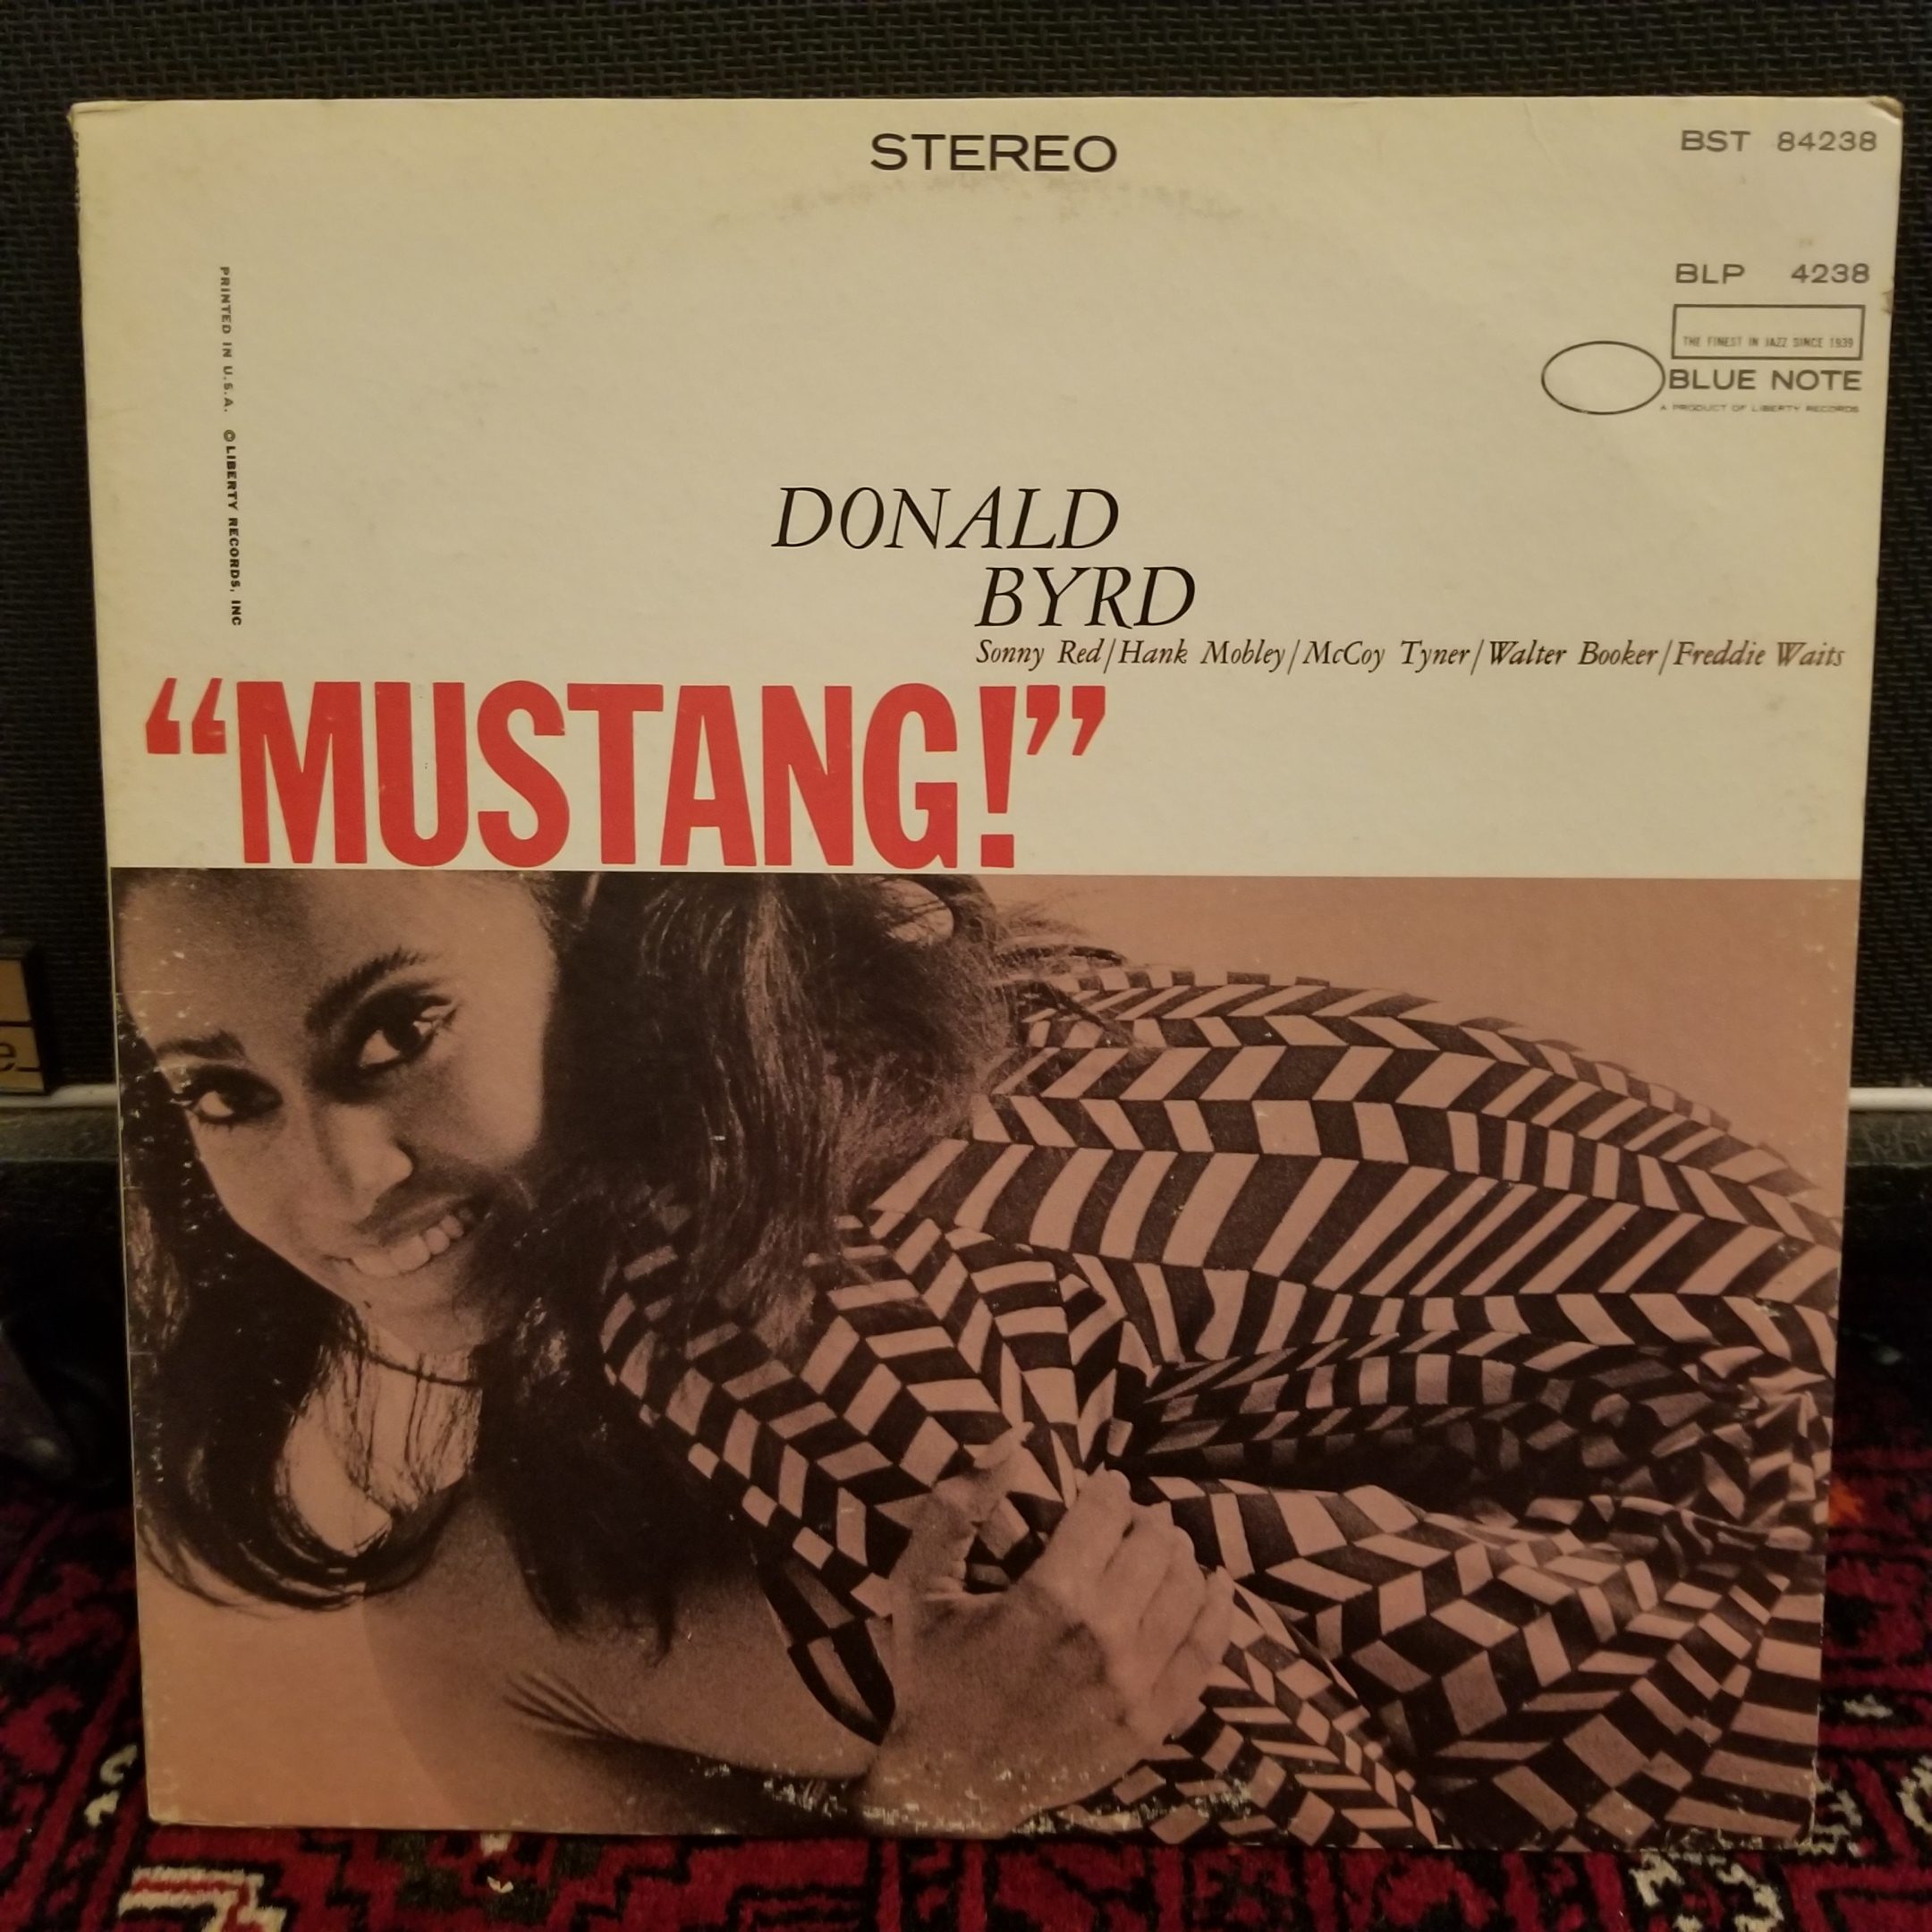 STEREO
BST 84238
BLP 4238
THE FINEST IN JAZZ SINCE 1939
BLUE NOTE
A PRODUCT OF LIBERTY RECORDS
PRINTED IN U.S.A. © LIBERTY RECORDS, INC
DONALD
BYRD
Sonny Red/Hank Mobley/McCoy Tyner/Walter Booker/Freddie Waits
“MUSTANG!”